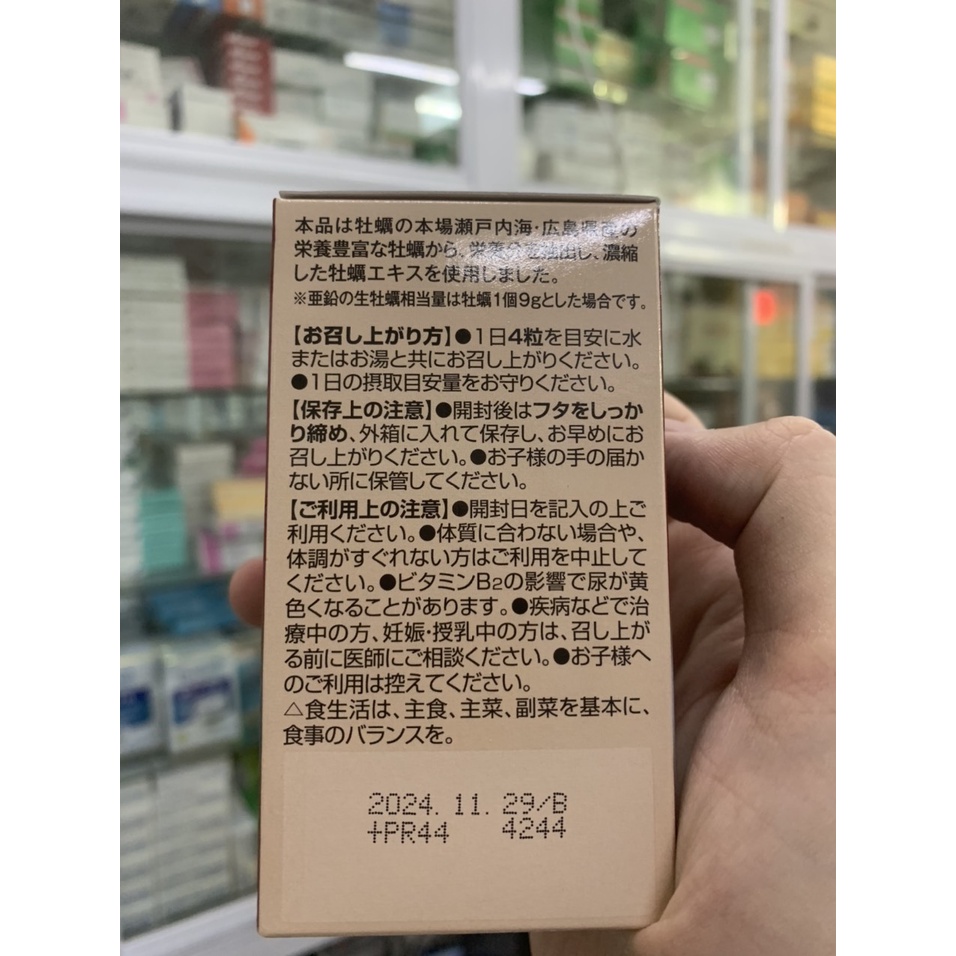 本品は牡蠣の本場瀬戸内海・広島県産の
栄養豊富な牡蠣から、栄養分を抽出し、濃縮
した牡蠣エキスを使用しました。
※亜鉛の生牡蠣相当量は牡蠣1個9gとした場合です。
【お召し上がり方】●1日4粒を目安に水
またはお湯と共にお召し上がりください。
●1日の摂取目安量をお守りください。
【保存上の注意】●開封後はフタをしっか
り締め、外箱に入れて保存し、お早めにお
召し上がりください。●お子様の手の届か
ない所に保管してください。
【ご利用上の注意】●開封日を記入の上ご
利用ください。●体質に合わない場合や、
体調がすぐれない方はご利用を中止して
ください。●ビタミンB2の影響で尿が黄
色くなることがあります。●疾病などで治
療中の方、妊娠・授乳中の方は、召し上が
る前に医師にご相談ください。●お子様へ
のご利用は控えてください。
△食生活は、主食、主菜、副菜を基本に、
食事のバランスを。
2024.11.29/B
+PR44 4244